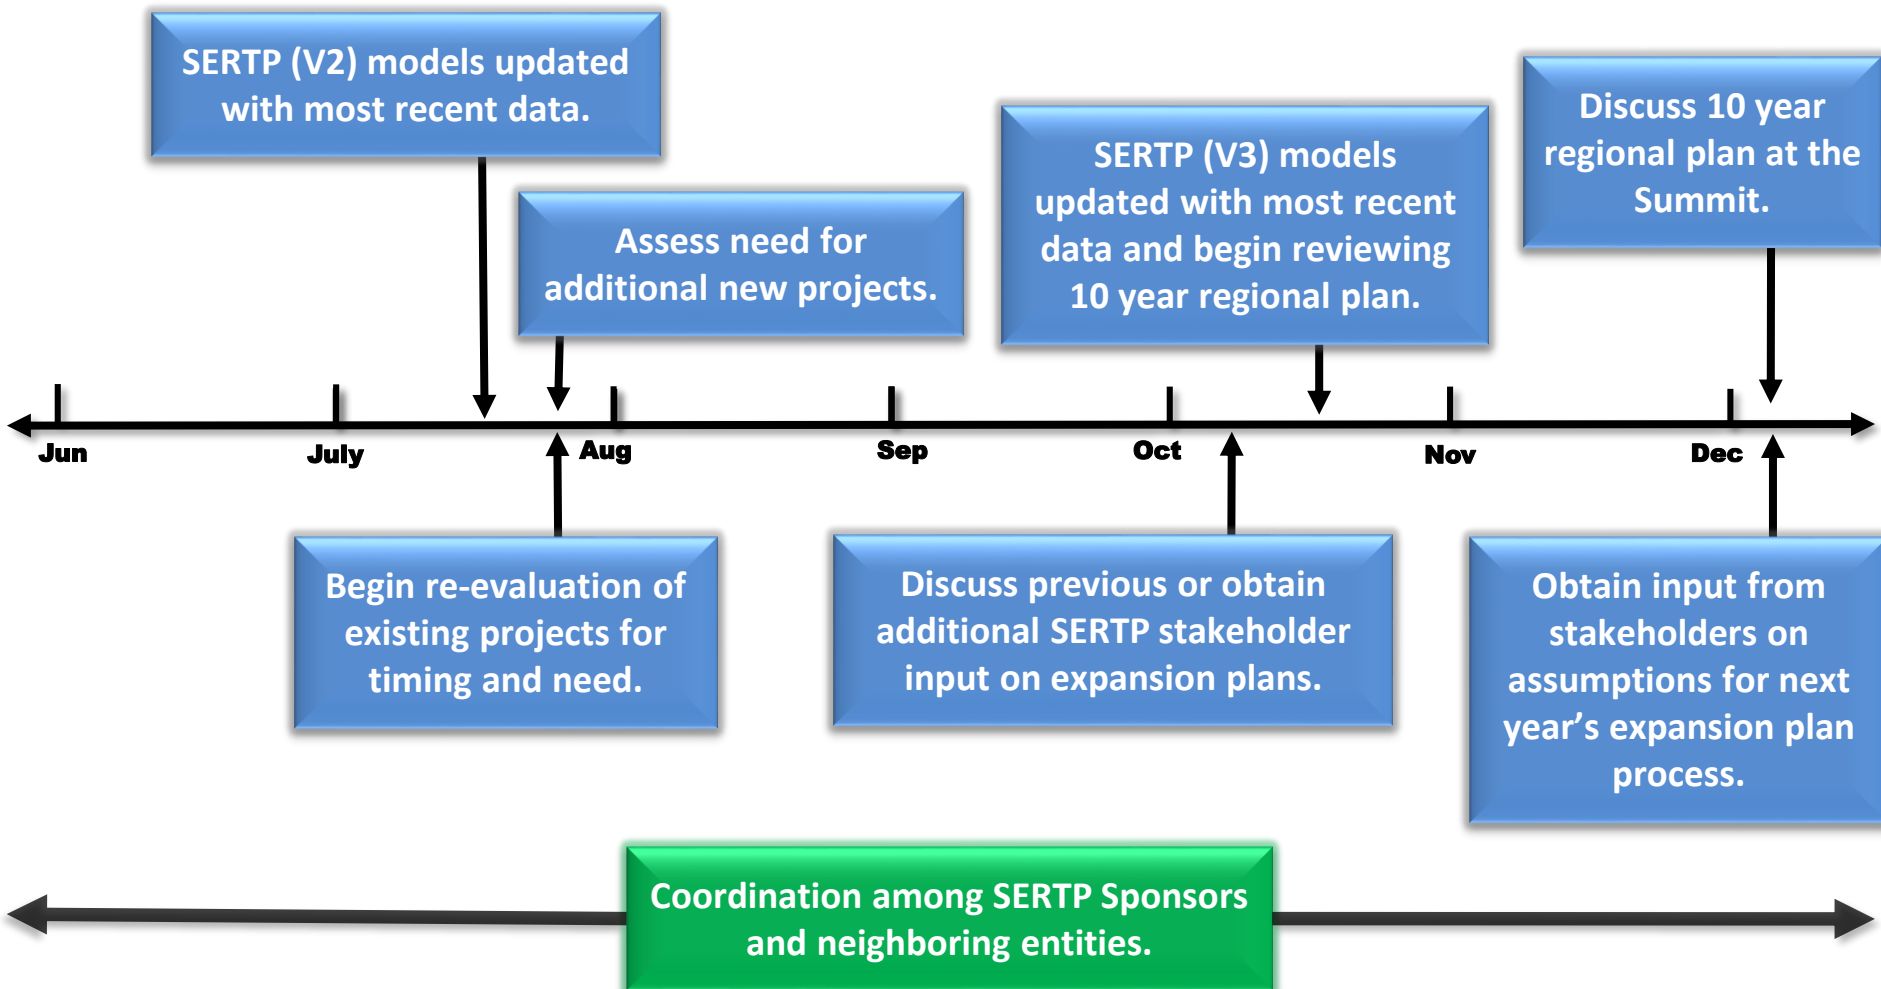 SERTP (V2) models updated
with most recent data.
Assess need for
additional new projects.
SERTP (V3) models
updated with most recent
data and begin reviewing
10 year regional plan.
Discuss 10 year
regional plan at the
Summit.
Jun
July
Aug
Sep
Oct
Nov
Dec
Begin re-evaluation of
existing projects for
timing and need.
Discuss previous or obtain
additional SERTP stakeholder
input on expansion plans.
Obtain input from
stakeholders on
assumptions for next
year’s expansion plan
process.
Coordination among SERTP Sponsors
and neighboring entities.